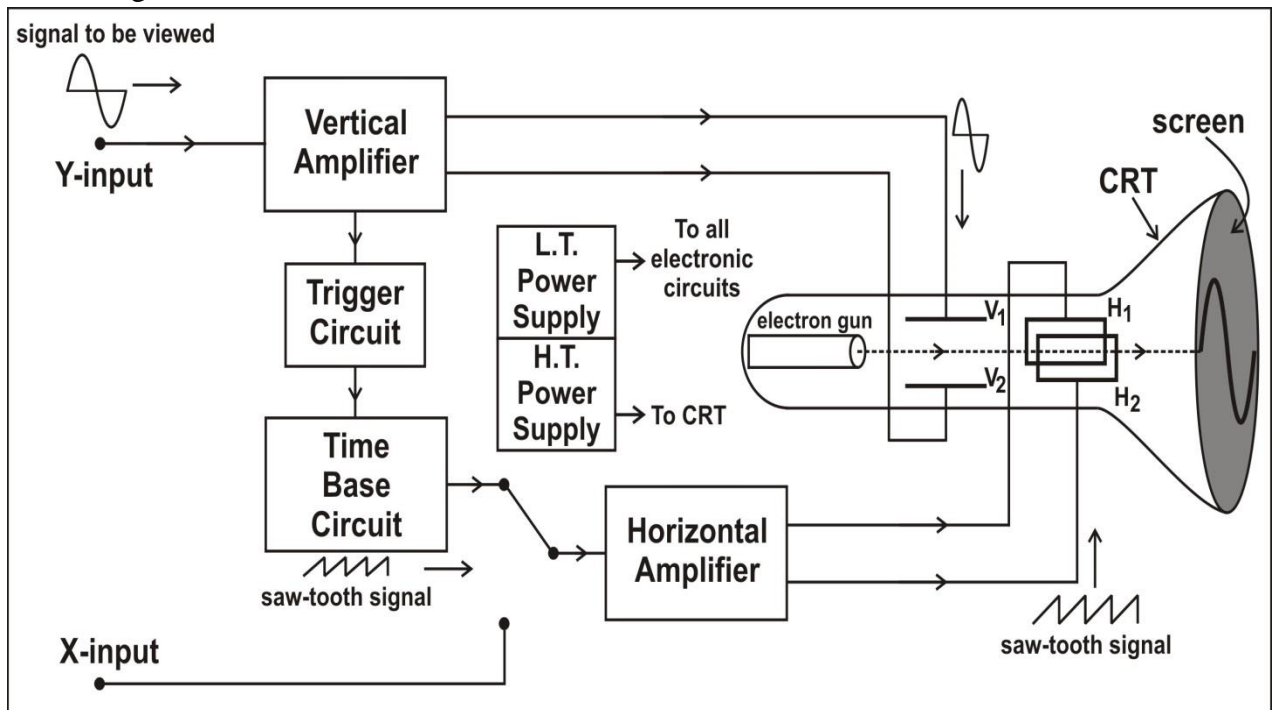 signal to be viewed
Y-input
Vertical
Amplifier
Trigger
Circuit
Time
Base
Circuit
saw-tooth signal
X-input
L.T.
Power
Supply
H.T.
Power
Supply
To all
electronic
circuits
To CRT
Horizontal
Amplifier
electron gun
V1
V2
H1
H2
CRT
screen
saw-tooth signal